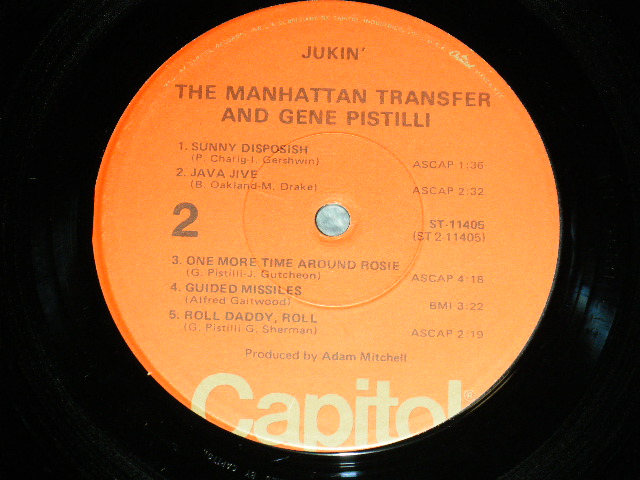 JUKIN'
THE MANHATTAN TRANSFER
AND GENE PISTILLI
1. SUNNY DISPOSISH
(P. Charig-I. Gershwin) ASCAP 1:36
2. JAVA JIVE
(B. Oakland-M. Drake) ASCAP 2:32
2
ST-11405
(ST 2-11405)
3. ONE MORE TIME AROUND ROSIE
(G. Pistilli-J. Gutcheon) ASCAP 4:18
4. GUIDED MISSILES
(Alfred Gaitwood) BMI 3:22
5. ROLL DADDY, ROLL
(G. Pistilli-G. Sherman) ASCAP 2:19
Produced by Adam Mitchell
Capitol®
Capitol